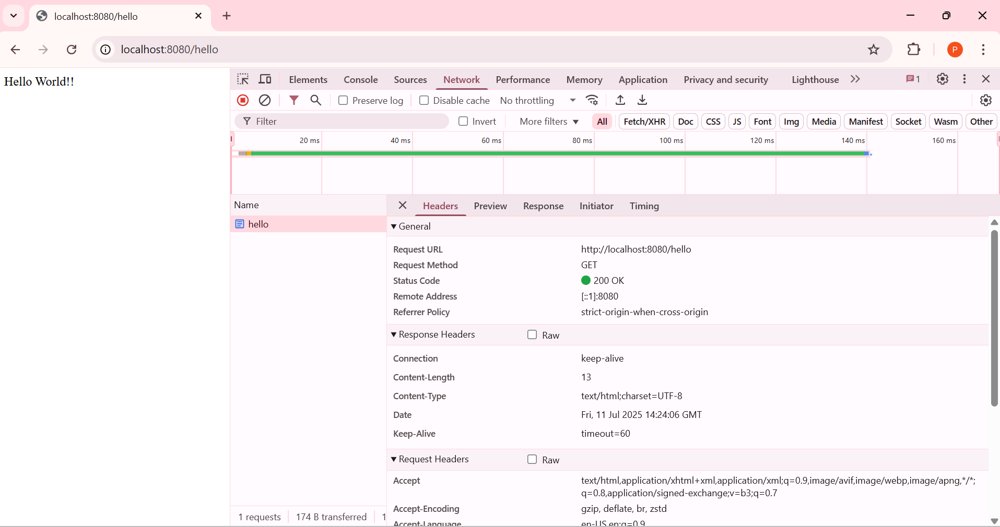 localhost:8080/hello
localhost:8080/hello
P
Hello World!!
Elements Console Sources Network Performance Memory Application Privacy and security Lighthouse 1
Preserve log Disable cache No throttling
Filter Invert More filters All Fetch/XHR Doc CSS JS Font Img Media Manifest Socket Wasm Other
20 ms 40 ms 60 ms 80 ms 100 ms 120 ms 140 ms 160 ms
Name
hello
Headers Preview Response Initiator Timing
General
Request URL http://localhost:8080/hello
Request Method GET
Status Code 200 OK
Remote Address [::1]:8080
Referrer Policy strict-origin-when-cross-origin
Response Headers Raw
Connection keep-alive
Content-Length 13
Content-Type text/html;charset=UTF-8
Date Fri, 11 Jul 2025 14:24:06 GMT
Keep-Alive timeout=60
Request Headers Raw
Accept text/html,application/xhtml+xml,application/xml;q=0.9,image/avif,image/webp,image/apng,*/*;
q=0.8,application/signed-exchange;v=b3;q=0.7
Accept-Encoding gzip, deflate, br, zstd
Accept-Language en-US,en;q=0.9
1 requests 174 B transferred 1